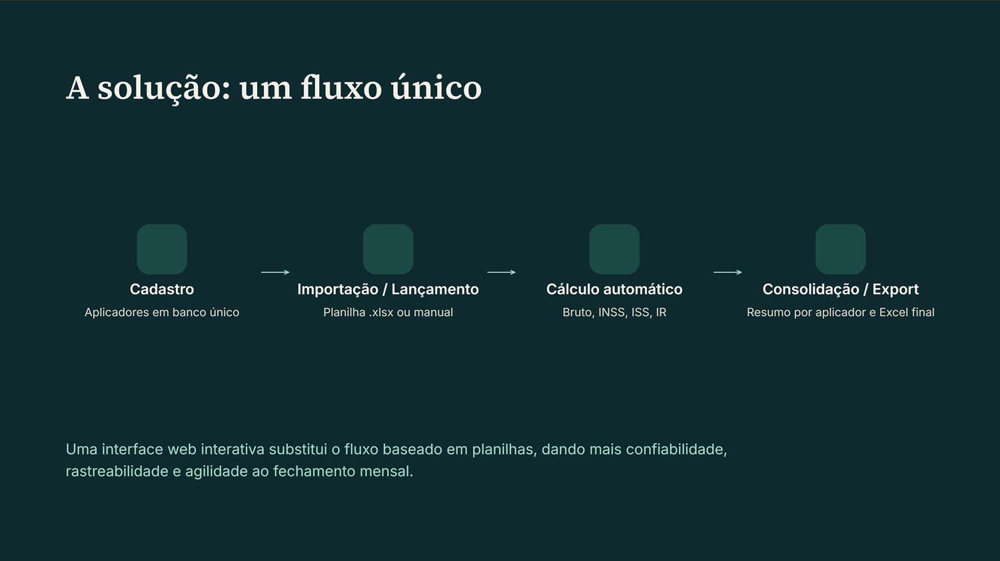 A solução: um fluxo único
Cadastro
Aplicadores em banco único
Importação / Lançamento
Planilha .xlsx ou manual
Cálculo automático
Bruto, INSS, ISS, IR
Consolidação / Export
Resumo por aplicador e Excel final
Uma interface web interativa substitui o fluxo baseado em planilhas, dando mais confiabilidade,
rastreabilidade e agilidade ao fechamento mensal.